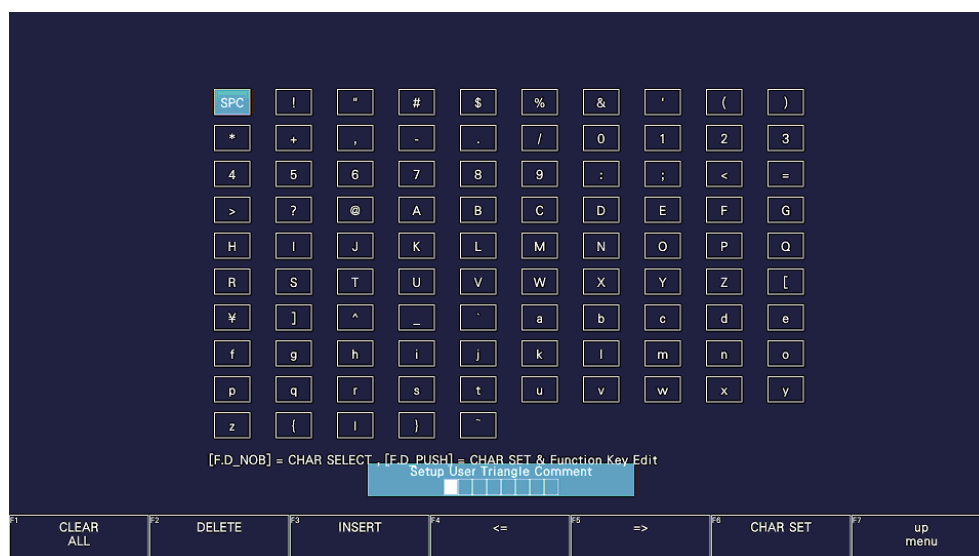 SPC ! " # $ % & ' ( )
* + , - . / 0 1 2 3
4 5 6 7 8 9 : ; < =
> ? @ A B C D E F G
H I J K L M N O P Q
R S T U V W X Y Z [
¥ ] ^ _ ` a b c d e
f g h i j k l m n o
p q r s t u v w x y
z { | } ~
[F.D_NOB] = CHAR SELECT , [F.D_PUSH] = CHAR SET & Function Key Edit
Setup User Triangle Comment
F1 CLEAR ALL
F2 DELETE
F3 INSERT
F4 <=
F5 =>
F6 CHAR SET
F7 up menu